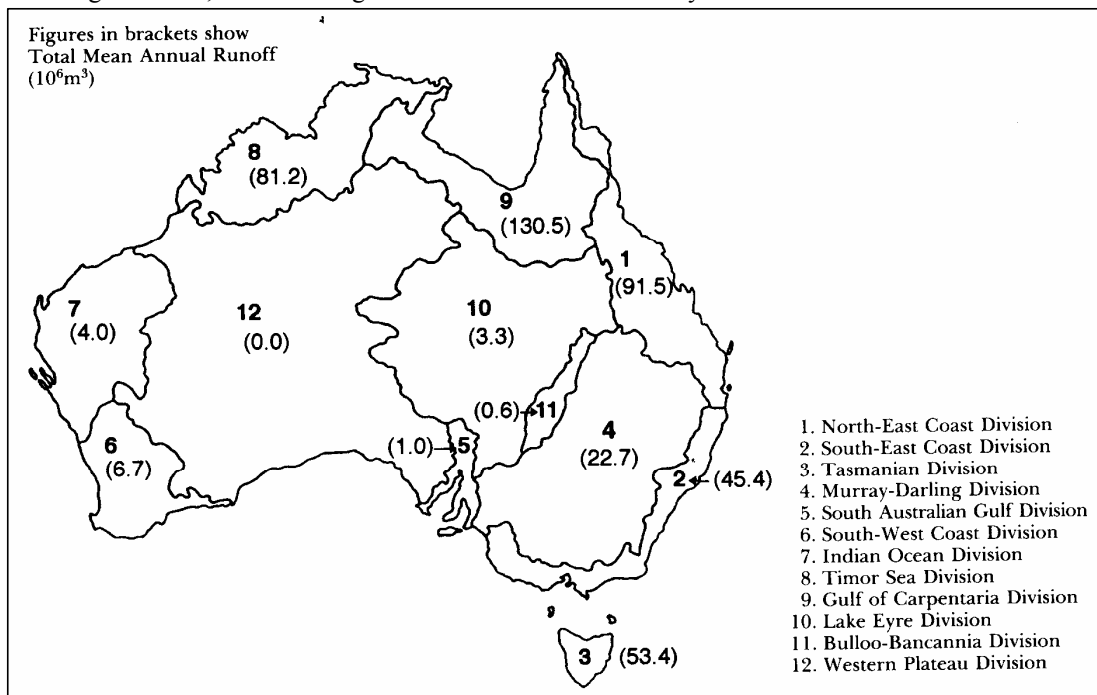 Figures in brackets show
Total Mean Annual Runoff
(10⁶m³)
8
(81.2)
9
(130.5)
1
(91.5)
7
(4.0)
12
(0.0)
10
(3.3)
(0.6) 11
4
(22.7)
6
(6.7)
(1.0) 5
2 (45.4)
3 (53.4)
1. North-East Coast Division
2. South-East Coast Division
3. Tasmanian Division
4. Murray-Darling Division
5. South Australian Gulf Division
6. South-West Coast Division
7. Indian Ocean Division
8. Timor Sea Division
9. Gulf of Carpentaria Division
10. Lake Eyre Division
11. Bulloo-Bancannia Division
12. Western Plateau Division